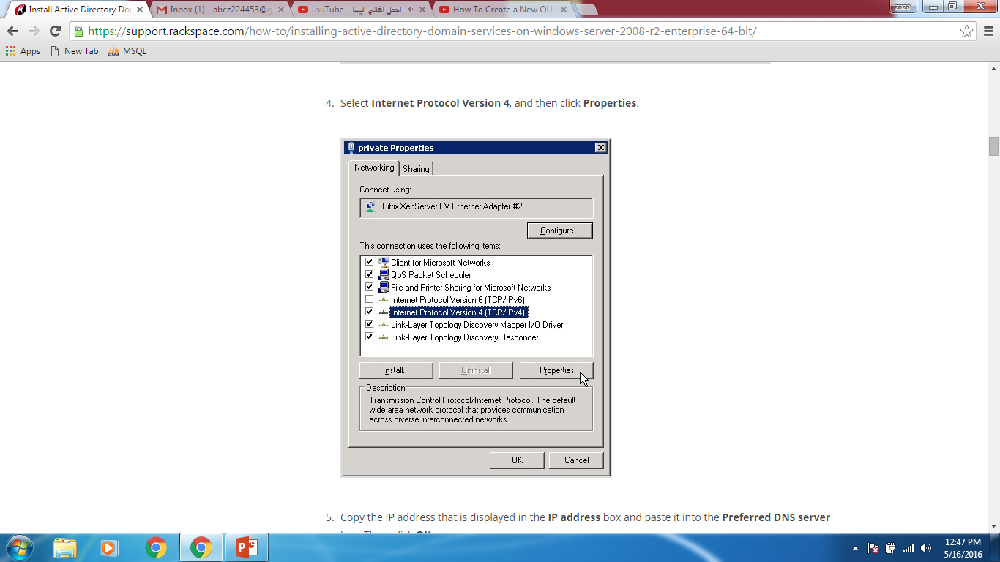 Install Active Directory Do
Inbox (1) - abcz224453@g
YouTube - اجمل اغاني اليسا
How To Create a New OU
zaza
https://support.rackspace.com/how-to/installing-active-directory-domain-services-on-windows-server-2008-r2-enterprise-64-bit/
Apps
New Tab
MSQL
4. Select Internet Protocol Version 4, and then click Properties.
private Properties
Networking
Sharing
Connect using:
Citrix XenServer PV Ethernet Adapter #2
Configure...
This connection uses the following items:
Client for Microsoft Networks
QoS Packet Scheduler
File and Printer Sharing for Microsoft Networks
Internet Protocol Version 6 (TCP/IPv6)
Internet Protocol Version 4 (TCP/IPv4)
Link-Layer Topology Discovery Mapper I/O Driver
Link-Layer Topology Discovery Responder
Install...
Uninstall
Properties
Description
Transmission Control Protocol/Internet Protocol. The default
wide area network protocol that provides communication
across diverse interconnected networks.
OK
Cancel
5. Copy the IP address that is displayed in the IP address box and paste it into the Preferred DNS server
12:47 PM
5/16/2016